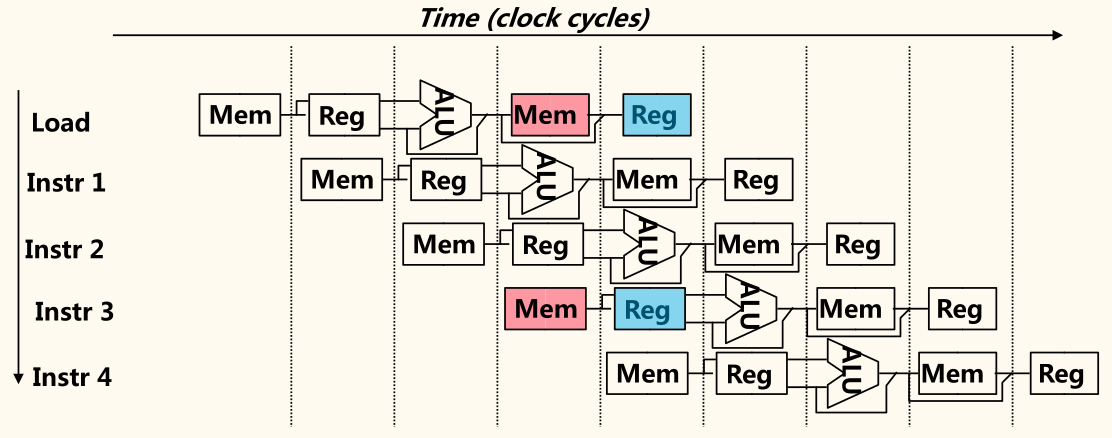 Time (clock cycles)
Load Mem Reg ALU Mem Reg
Instr 1 Mem Reg ALU Mem Reg
Instr 2 Mem Reg ALU Mem Reg
Instr 3 Mem Reg ALU Mem Reg
Instr 4 Mem Reg ALU Mem Reg